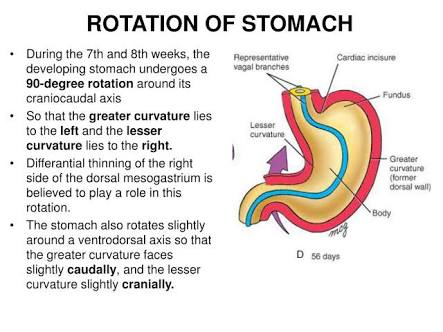 ROTATION OF STOMACH
• During the 7th and 8th weeks, the
developing stomach undergoes a
90-degree rotation around its
craniocaudal axis
• So that the greater curvature lies
to the left and the lesser
curvature lies to the right.
• Differantial thinning of the right
side of the dorsal mesogastrium is
believed to play a role in this
rotation.
• The stomach also rotates slightly
around a ventrodorsal axis so that
the greater curvature faces
slightly caudally, and the lesser
curvature slightly cranially.
Representative
vagal branches
Cardiac incisure
Fundus
Lesser
curvature
Greater
curvature
(former
dorsal wall)
Body
mcg
D 56 days